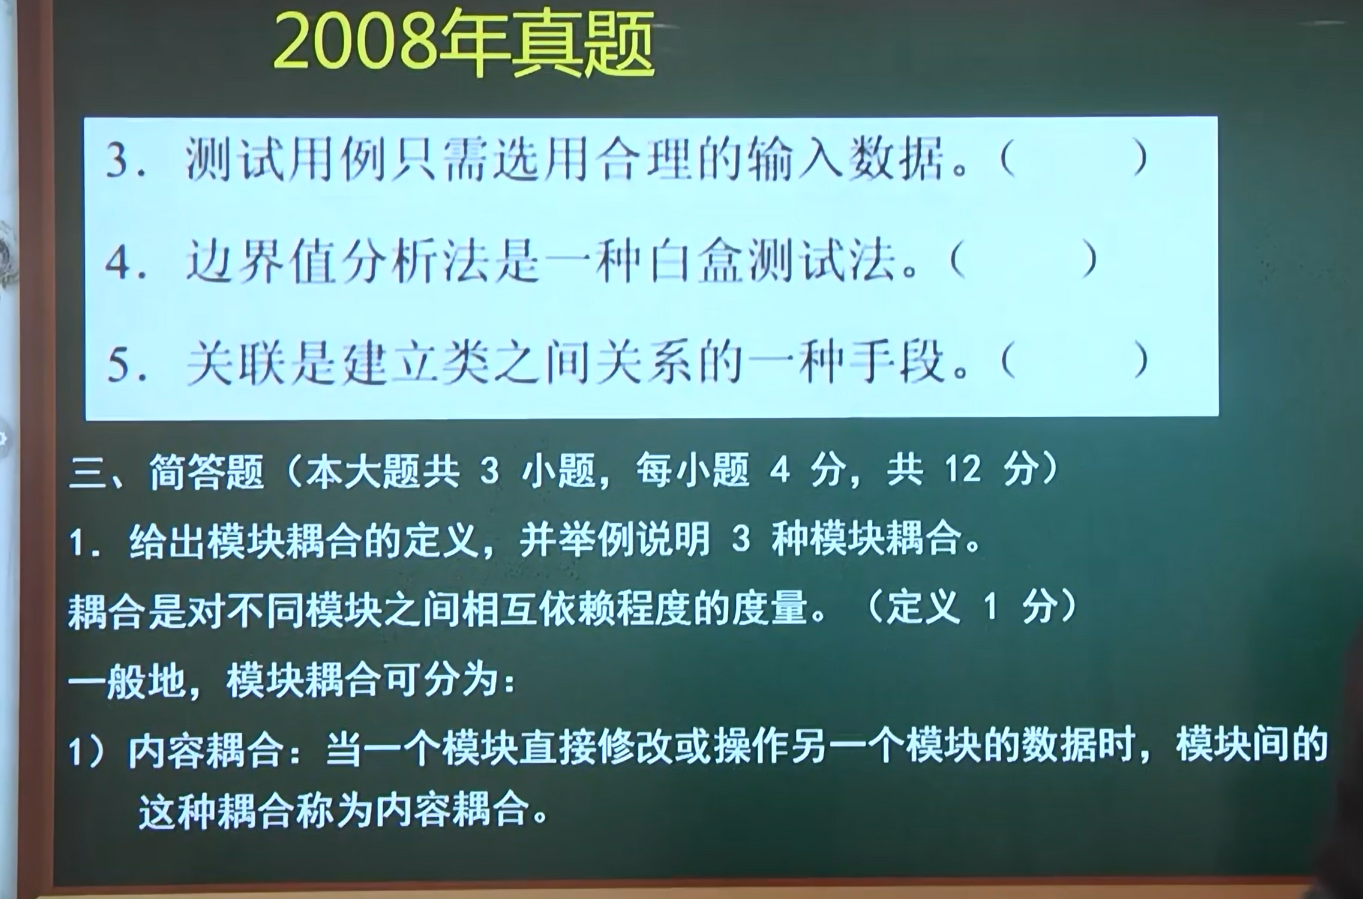 2008年真题
3. 测试用例只需选用合理的输入数据。(    )
4. 边界值分析法是一种白盒测试法。(    )
5. 关联是建立类之间关系的一种手段。(    )
三、简答题（本大题共 3 小题，每小题 4 分，共 12 分）
1. 给出模块耦合的定义，并举例说明 3 种模块耦合。
耦合是对不同模块之间相互依赖程度的度量。（定义 1 分）
一般地，模块耦合可分为：
1）内容耦合：当一个模块直接修改或操作另一个模块的数据时，模块间的
这种耦合称为内容耦合。